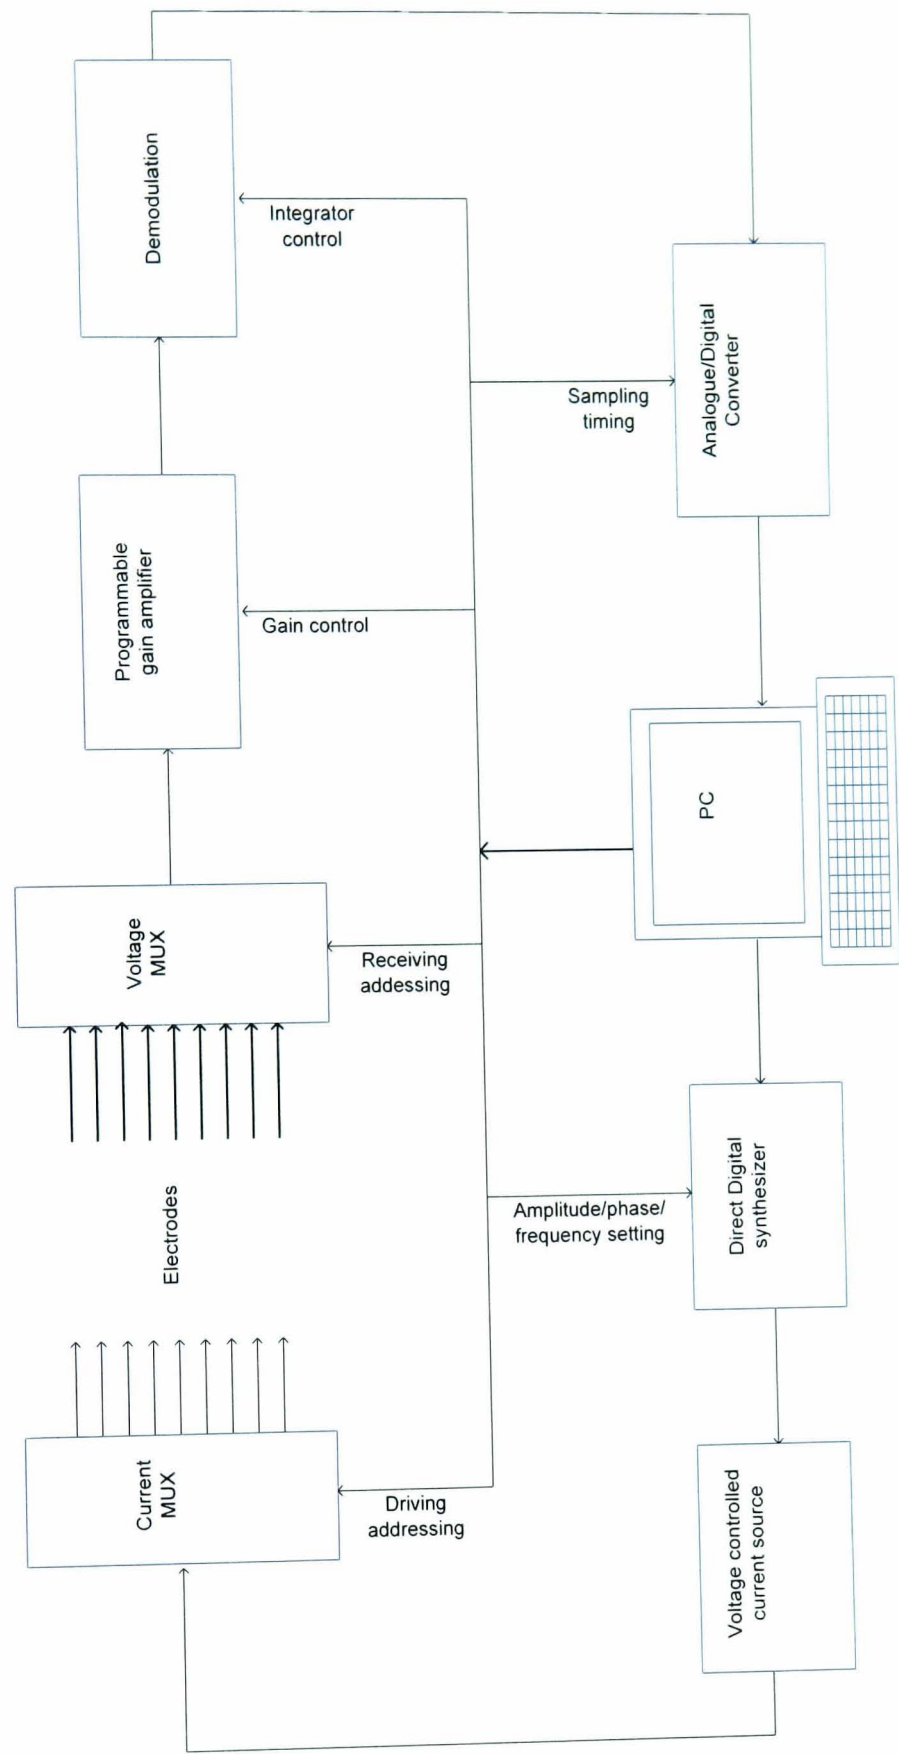 Demodulation
Integrator
control
Programmable
gain amplifier
Gain control
Sampling
timing
Analogue/Digital
Converter
Voltage
MUX
Receiving
addessing
PC
Electrodes
Amplitude/phase/
frequency setting
Direct Digital
synthesizer
Current
MUX
Driving
addressing
Voltage controlled
current source